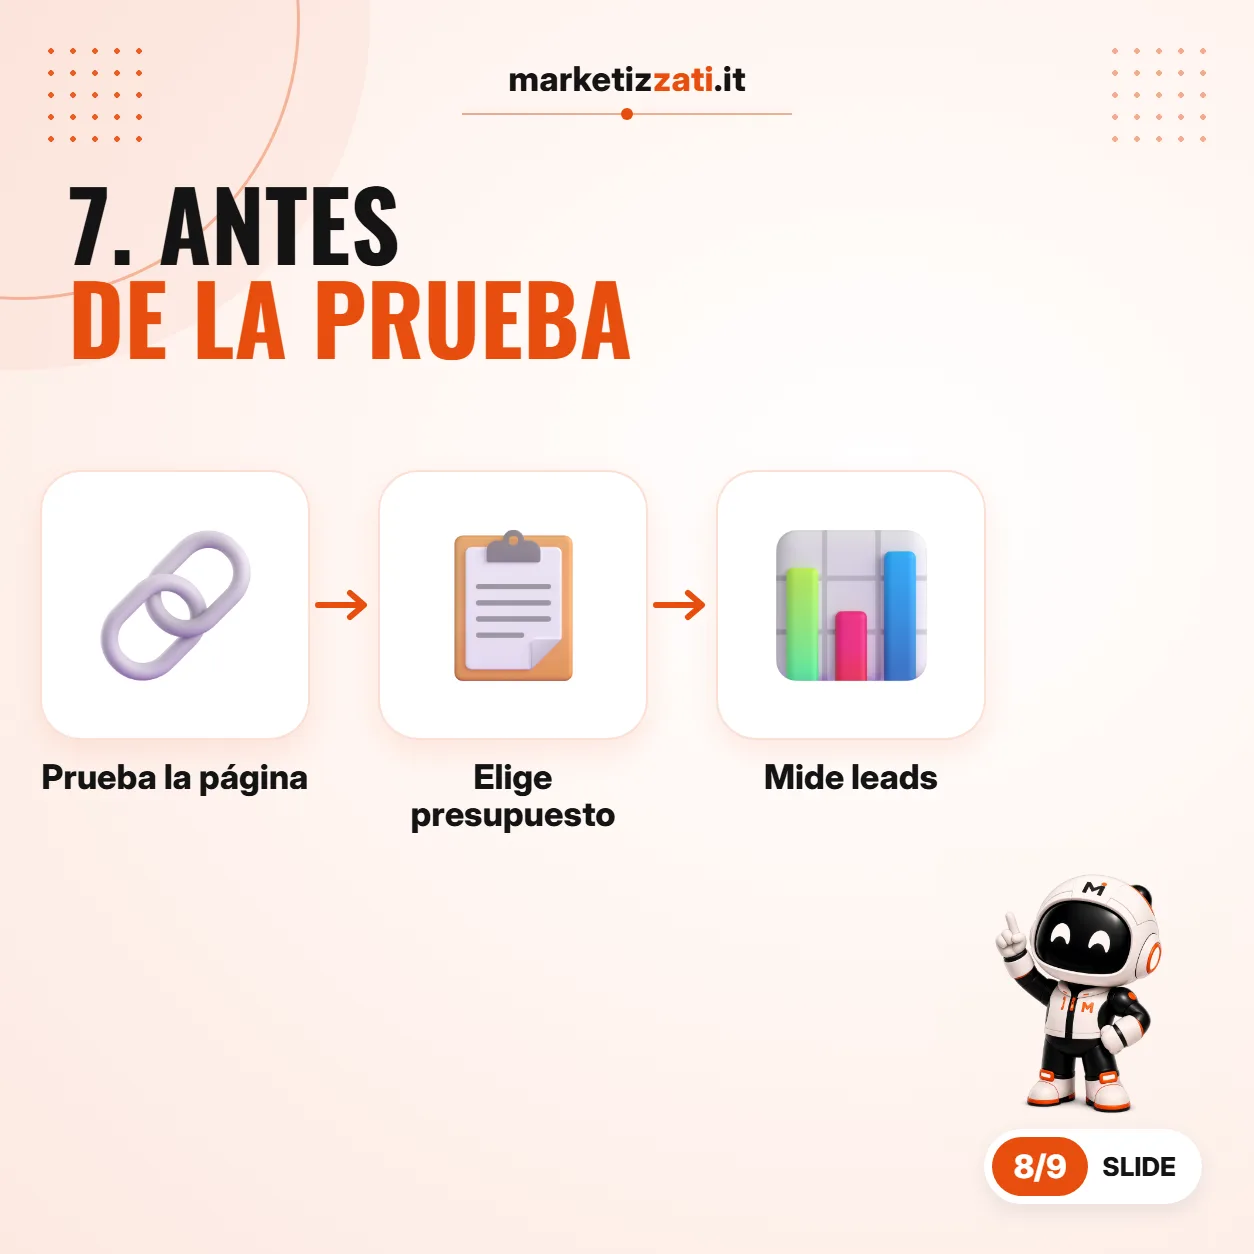 marketizzati.it
7. ANTES
DE LA PRUEBA
Prueba la página
Elige
presupuesto
Mide leads
M
M
8/9 SLIDE